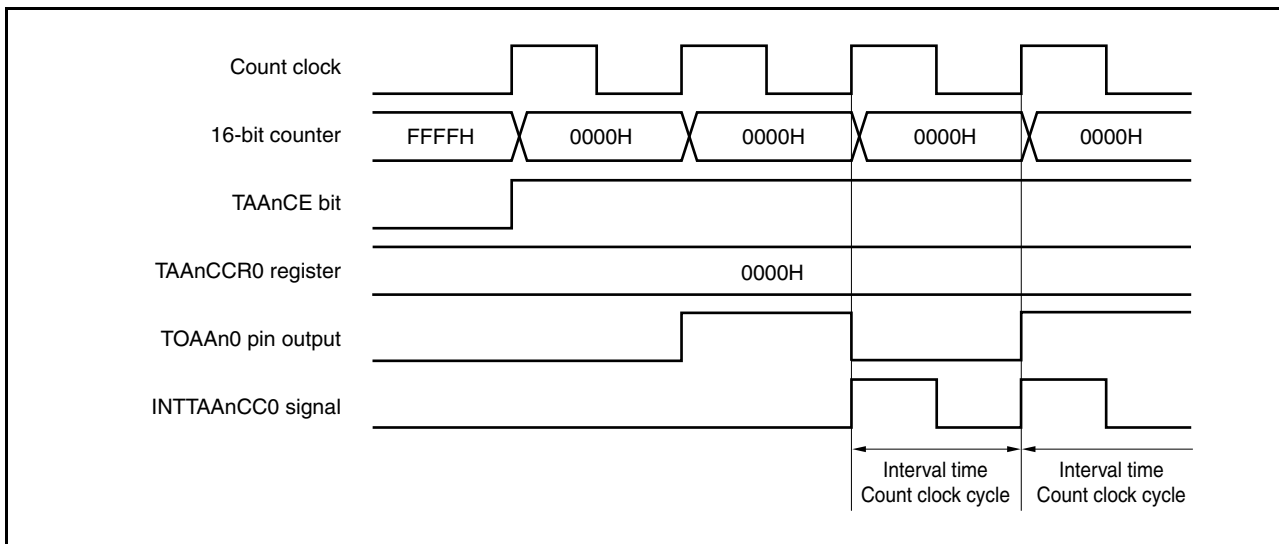 Count clock
16-bit counter
FFFFH 0000H 0000H 0000H 0000H
TAAnCE bit
TAAnCCR0 register
0000H
TOAAn0 pin output
INTTAAnCC0 signal
Interval time
Count clock cycle
Interval time
Count clock cycle